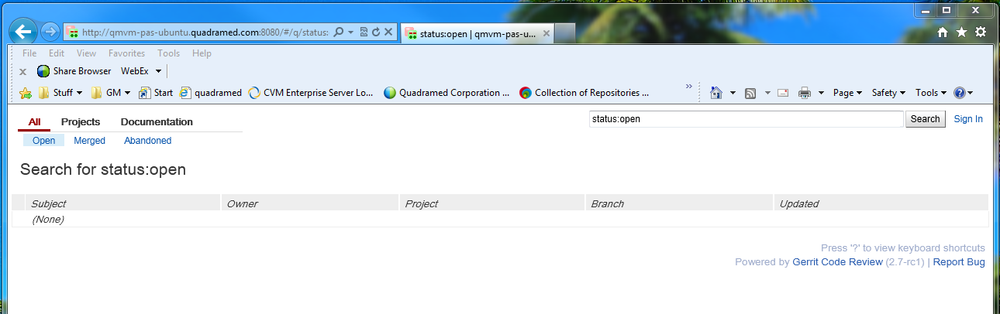 http://qmvm-pas-ubuntu.quadramed.com:8080/#/q/status:
status:open | qmvm-pas-u...
File Edit View Favorites Tools Help
x Share Browser WebEx
Stuff GM Start quadramed CVM Enterprise Server Lo... Quadramed Corporation ... Collection of Repositories ... » Page Safety Tools
All Projects Documentation
status:open Search Sign In
Open Merged Abandoned
Search for status:open
Subject Owner Project Branch Updated
(None)
Press '?' to view keyboard shortcuts
Powered by Gerrit Code Review (2.7-rc1) | Report Bug